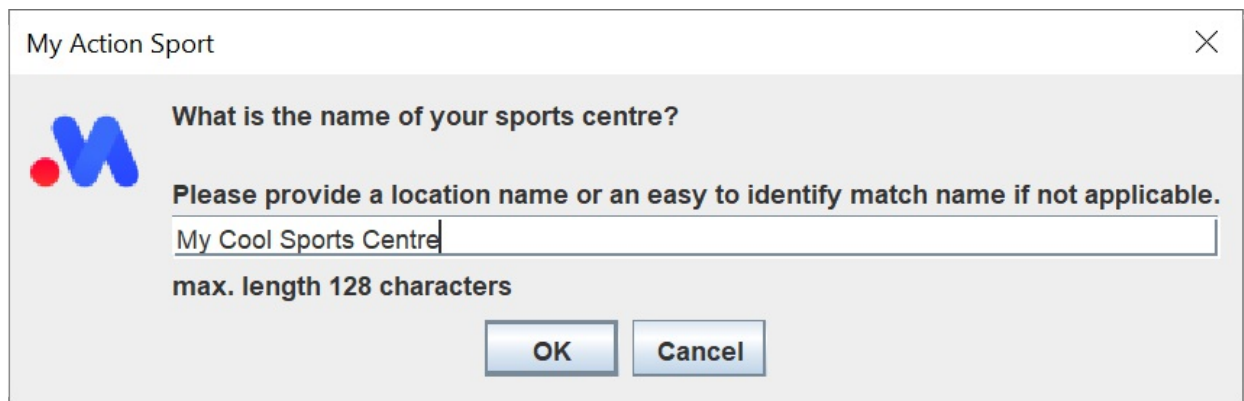 My Action Sport
What is the name of your sports centre?
Please provide a location name or an easy to identify match name if not applicable.
My Cool Sports Centre
max. length 128 characters
OK Cancel